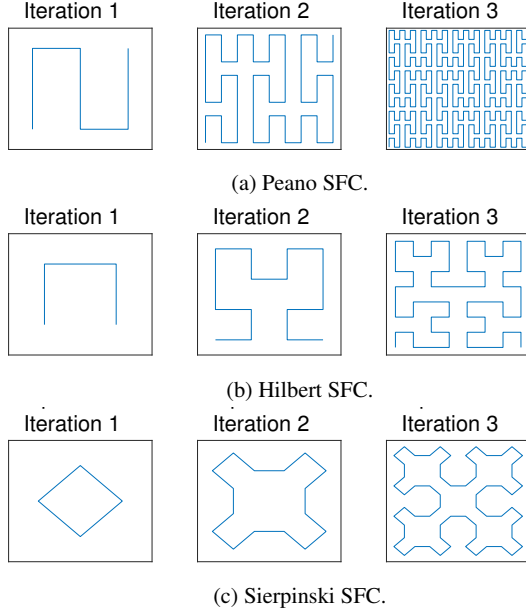 Iteration 1 Iteration 2 Iteration 3
(a) Peano SFC.
Iteration 1 Iteration 2 Iteration 3
(b) Hilbert SFC.
Iteration 1 Iteration 2 Iteration 3
(c) Sierpinski SFC.